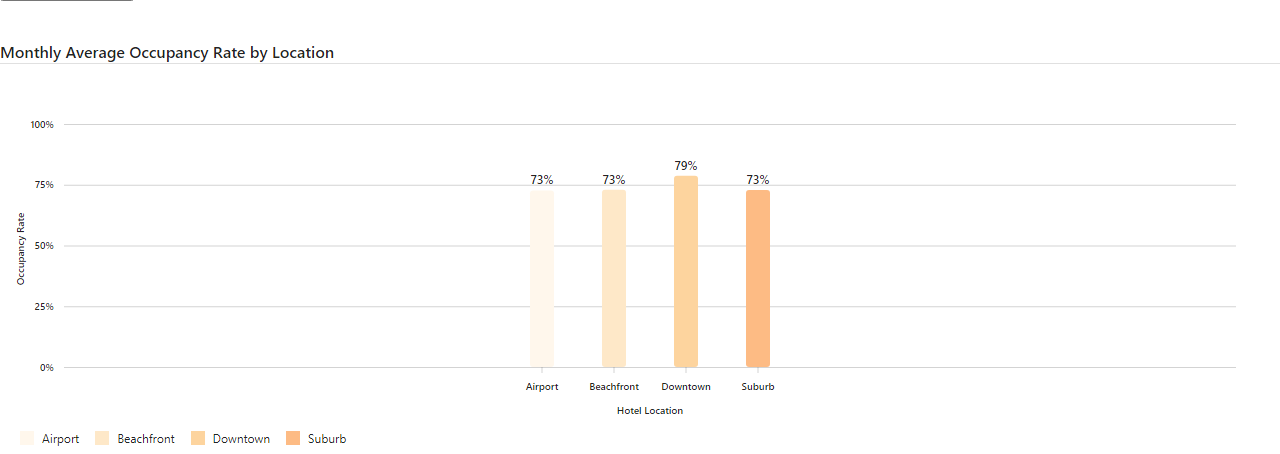 Monthly Average Occupancy Rate by Location
100%
75%
50%
25%
0%
Occupancy Rate
73%
73%
79%
73%
Airport
Beachfront
Downtown
Suburb
Hotel Location
Airport
Beachfront
Downtown
Suburb